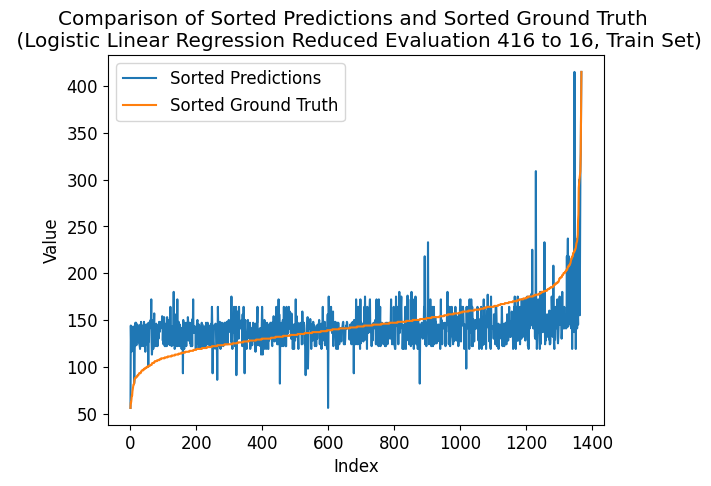 Comparison of Sorted Predictions and Sorted Ground Truth
(Logistic Linear Regression Reduced Evaluation 416 to 16, Train Set)
Sorted Predictions
Sorted Ground Truth
400
350
300
250
200
150
100
50
Value
0 200 400 600 800 1000 1200 1400
Index